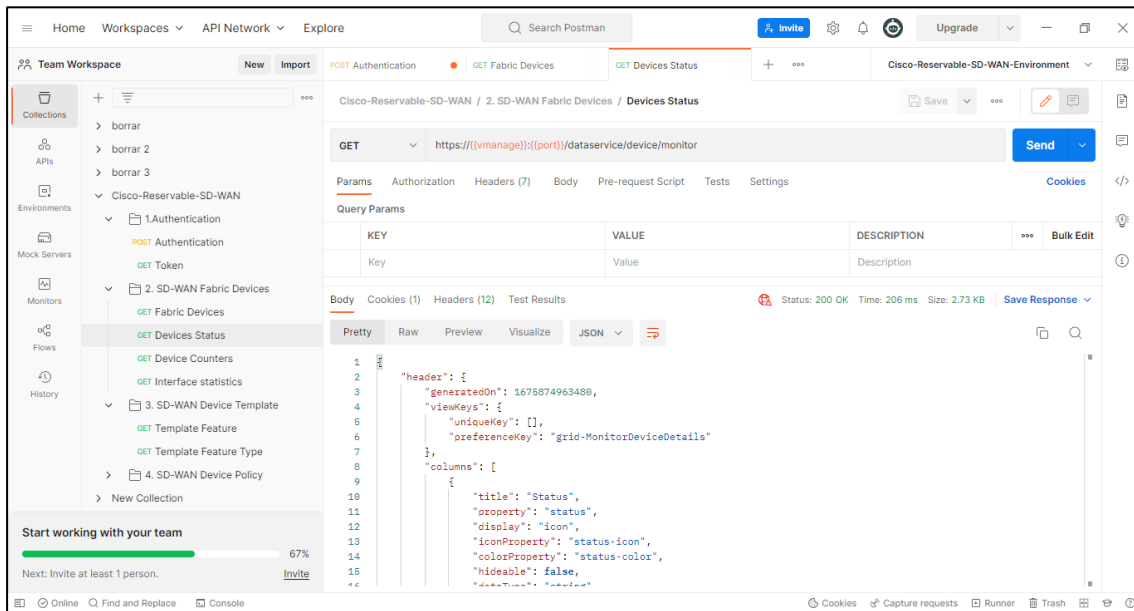 Home Workspaces API Network Explore Search Postman Invite Upgrade
Team Workspace New Import POST Authentication GET Fabric Devices GET Devices Status Cisco-Reservable-SD-WAN-Environment
Collections
APIs
Environments
Mock Servers
Monitors
Flows
History
borrar
borrar 2
borrar 3
Cisco-Reservable-SD-WAN
1.Authentication
POST Authentication
GET Token
2. SD-WAN Fabric Devices
GET Fabric Devices
GET Devices Status
GET Device Counters
GET Interface statistics
3. SD-WAN Device Template
GET Template Feature
GET Template Feature Type
4. SD-WAN Device Policy
New Collection
Start working with your team
67%
Next: Invite at least 1 person. Invite
Cisco-Reservable-SD-WAN / 2. SD-WAN Fabric Devices / Devices Status Save
GET https://{{vmanage}}:{{port}}/dataservice/device/monitor Send
Params Authorization Headers (7) Body Pre-request Script Tests Settings Cookies
Query Params
KEY VALUE DESCRIPTION Bulk Edit
Key Value Description
Body Cookies (1) Headers (12) Test Results Status: 200 OK Time: 206 ms Size: 2.73 KB Save Response
Pretty Raw Preview Visualize JSON
1 {
2 "header": {
3 "generatedOn": 1675874963480,
4 "viewKeys": {
5 "uniqueKey": [],
6 "preferenceKey": "grid-MonitorDeviceDetails"
7 },
8 "columns": [
9 {
10 "title": "Status",
11 "property": "status",
12 "display": "icon",
13 "iconProperty": "status-icon",
14 "colorProperty": "status-color",
15 "hideable": false,
16 "dataType": "string"
Online Find and Replace Console Cookies Capture requests Runner Trash